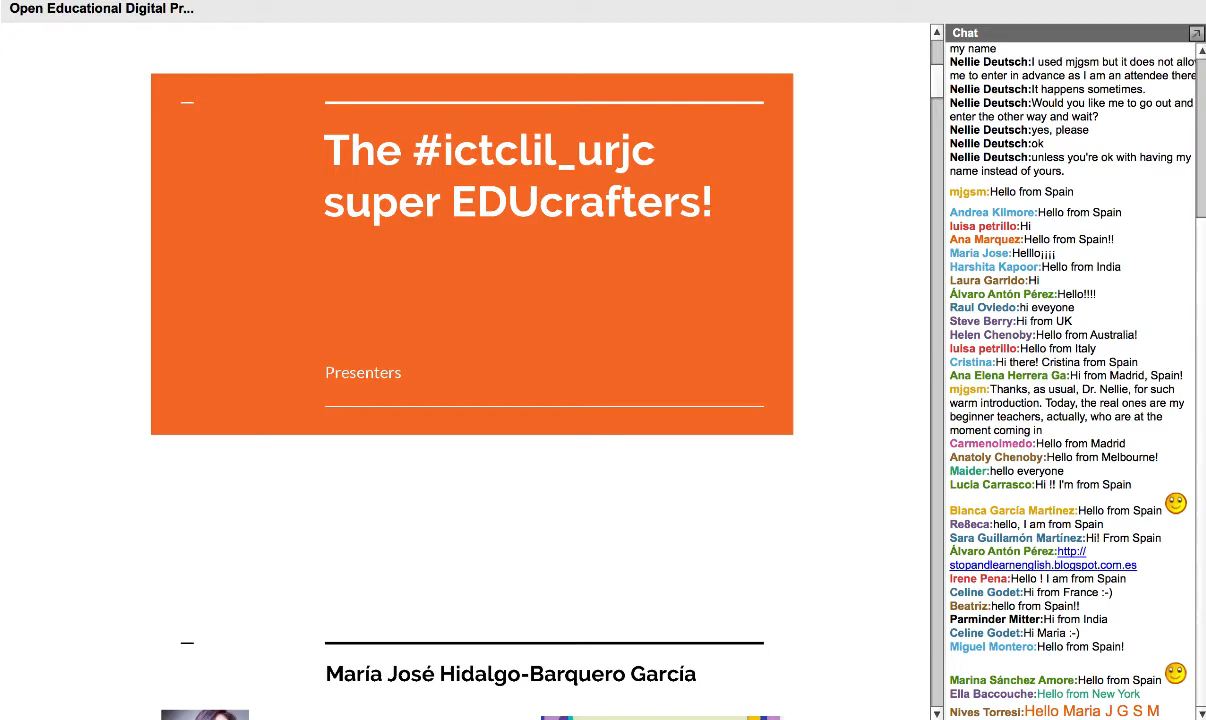 Open Educational Digital Pr...
The #ictclil_urjc
super EDUcrafters!
Presenters
María José Hidalgo-Barquero García
Chat
my name
Nellie Deutsch:I used mjgsm but it does not allo
me to enter in advance as I am an attendee there
Nellie Deutsch:It happens sometimes.
Nellie Deutsch:Would you like me to go out and
enter the other way and wait?
Nellie Deutsch:yes, please
Nellie Deutsch:ok
Nellie Deutsch:unless you're ok with having my
name instead of yours.
mjgsm:Hello from Spain
Andrea Kilmore:Hello from Spain
luisa petrillo:Hi
Ana Marquez:Hello from Spain!!
Maria Jose:Helllo¡¡¡¡
Harshita Kapoor:Hello from India
Laura Garrido:Hi
Álvaro Antón Pérez:Hello!!!!
Raul Oviedo:hi eveyone
Steve Berry:Hi from UK
Helen Chenoby:Hello from Australia!
luisa petrillo:Hello from Italy
Cristina:Hi there! Cristina from Spain
Ana Elena Herrera Ga:Hi from Madrid, Spain!
mjgsm:Thanks, as usual, Dr. Nellie, for such
warm introduction. Today, the real ones are my
beginner teachers, actually, who are at the
moment coming in
Carmenolmedo:Hello from Madrid
Anatoly Chenoby:Hello from Melbourne!
Maider:hello everyone
Lucia Carrasco:Hi !! I'm from Spain
Blanca García Martínez:Hello from Spain
Re8eca:hello, I am from Spain
Sara Guillamón Martínez:Hi! From Spain
Álvaro Antón Pérez:http://
stopandlearnenglish.blogspot.com.es
Irene Pena:Hello ! I am from Spain
Celine Godet:Hi from France :-)
Beatriz:hello from Spain!!
Parminder Mitter:Hi from India
Celine Godet:Hi Maria :-)
Miguel Montero:Hello from Spain!
Marina Sánchez Amore:Hello from Spain
Ella Baccouche:Hello from New York
Nives Torresi:Hello Maria J G S M